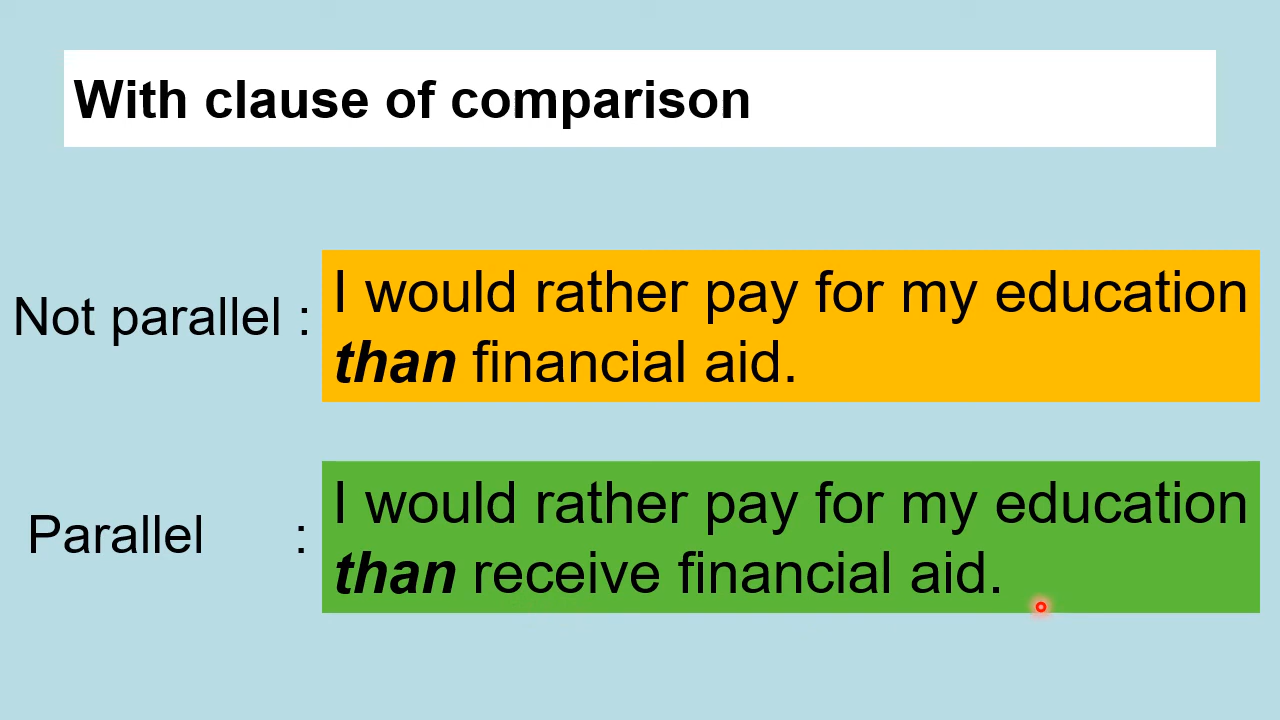 With clause of comparison
Not parallel :
I would rather pay for my education
than financial aid.
Parallel :
I would rather pay for my education
than receive financial aid.